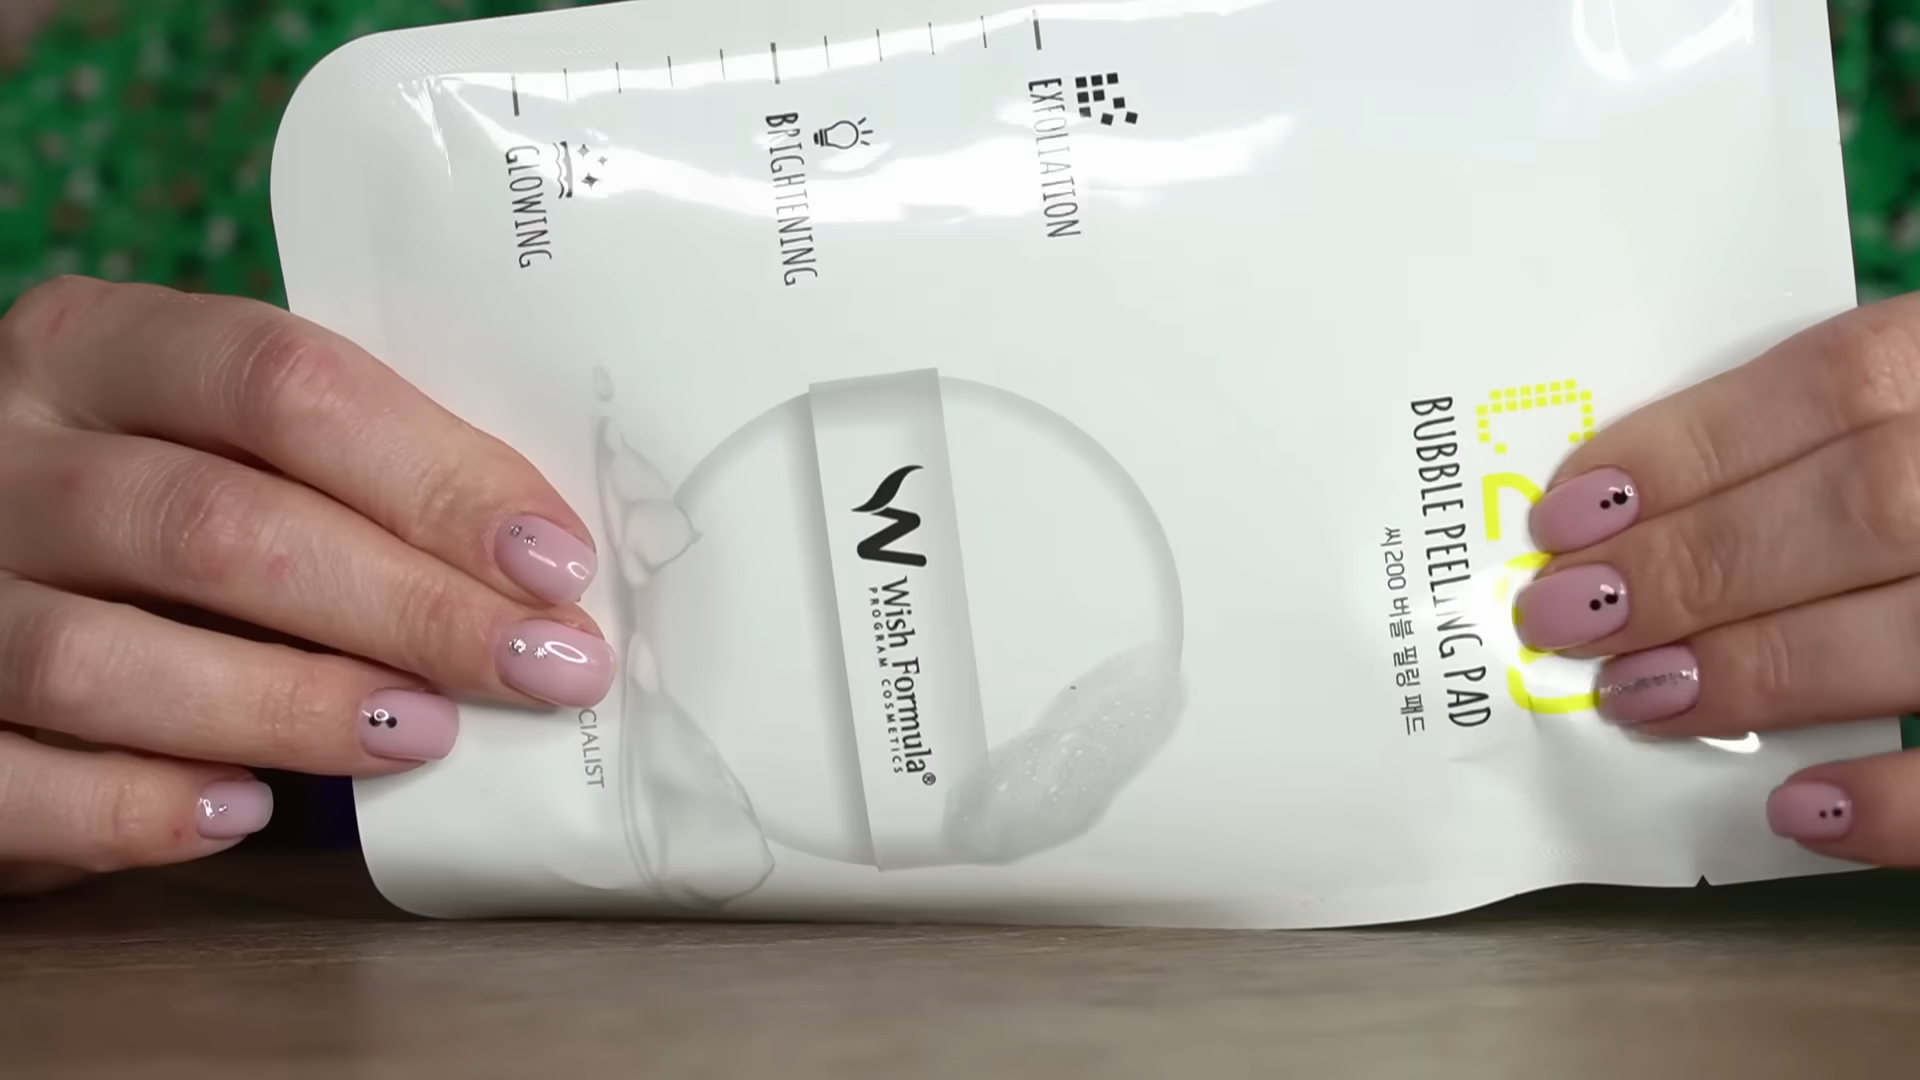 C.200
BUBBLE PEELING PAD
씨200 버블 필링 패드
EXFOLIATION
BRIGHTENING
GLOWING
Wish Formula®
PROGRAM COSMETICS